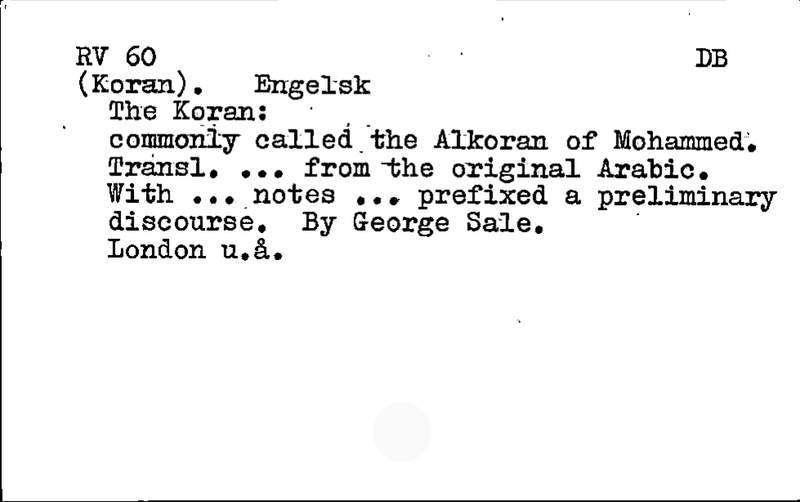 RV 60 DB
(Koran). Engelsk
The Koran:
commonly called the Alkoran of Mohammed.
Transl. ... from the original Arabic.
With ... notes ... prefixed a preliminary
discourse. By George Sale.
London u.å.